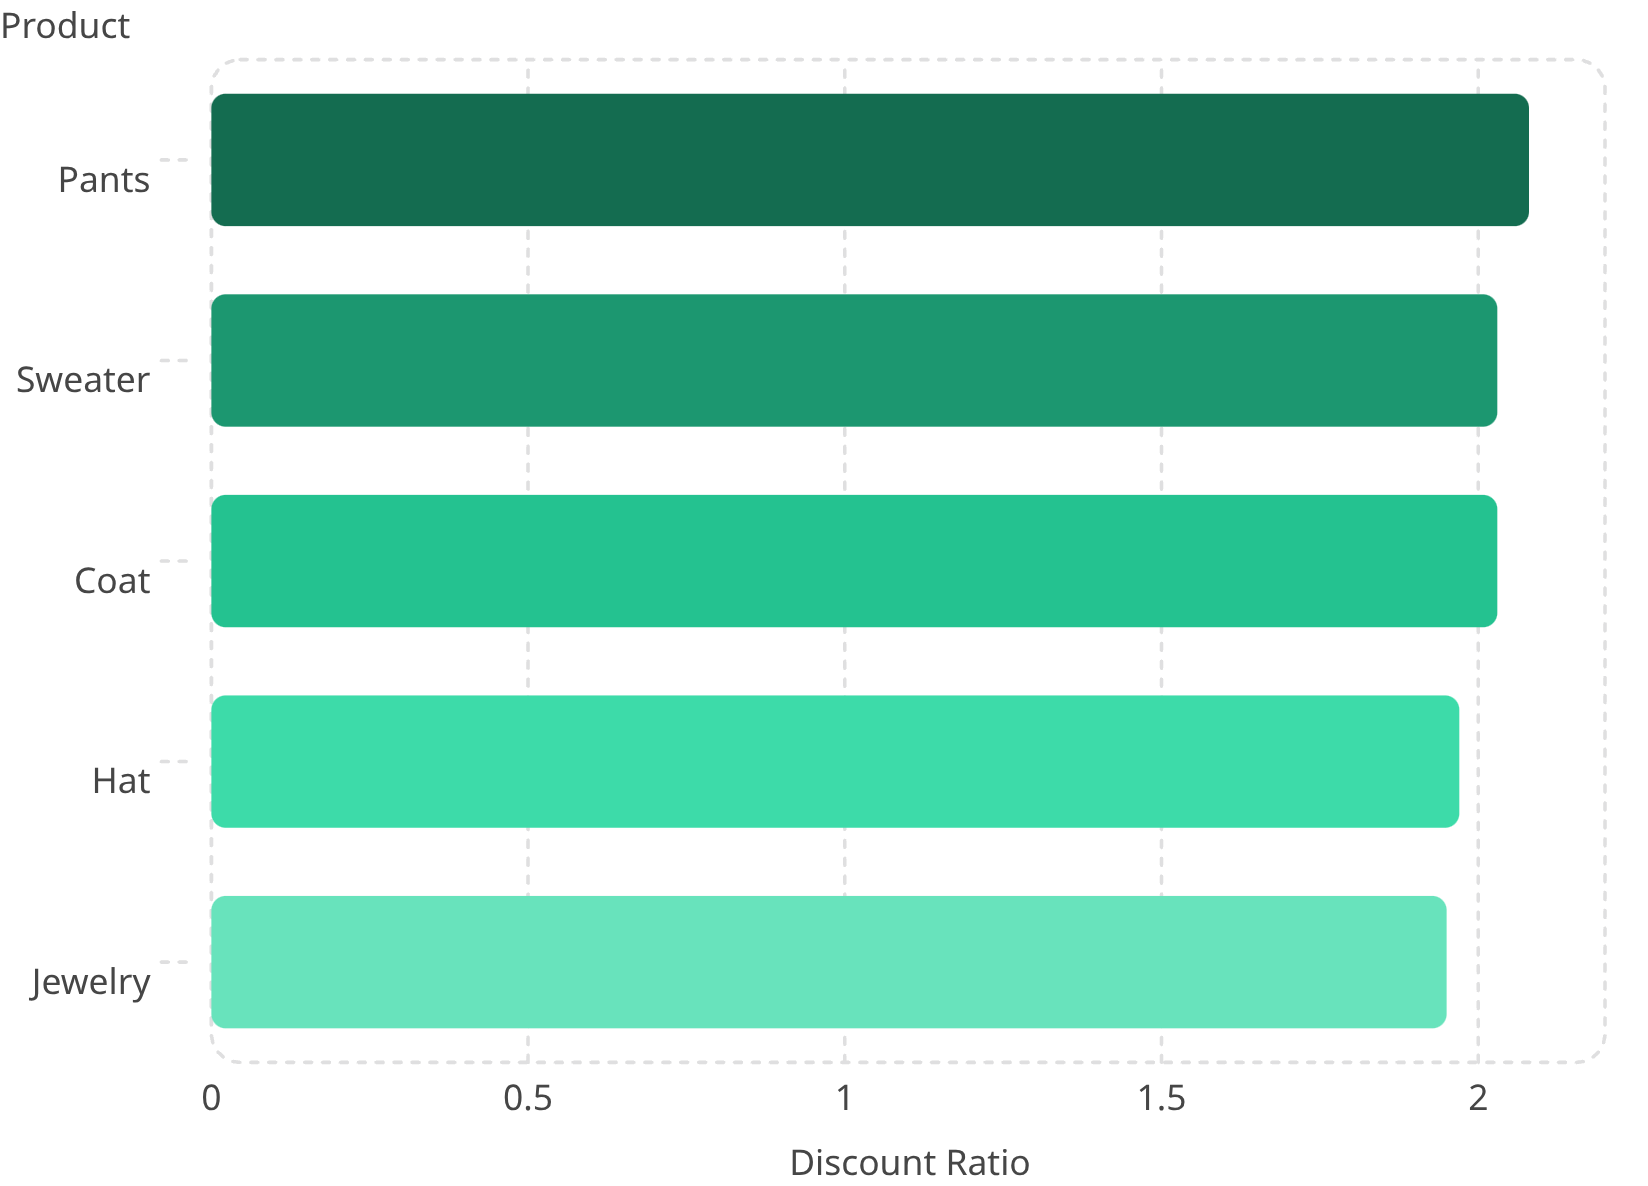 Product
Pants
Sweater
Coat
Hat
Jewelry
0 0.5 1 1.5 2
Discount Ratio